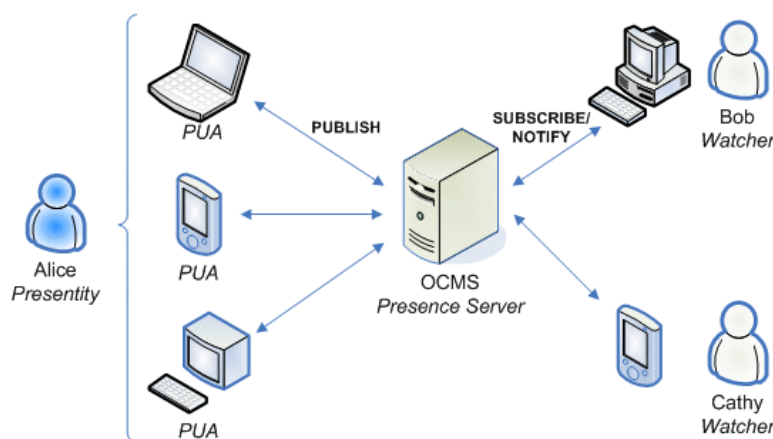 PUA
PUBLISH
SUBSCRIBE/
NOTIFY
Bob
Watcher
Alice
Presentity
PUA
OCMS
Presence Server
PUA
Cathy
Watcher